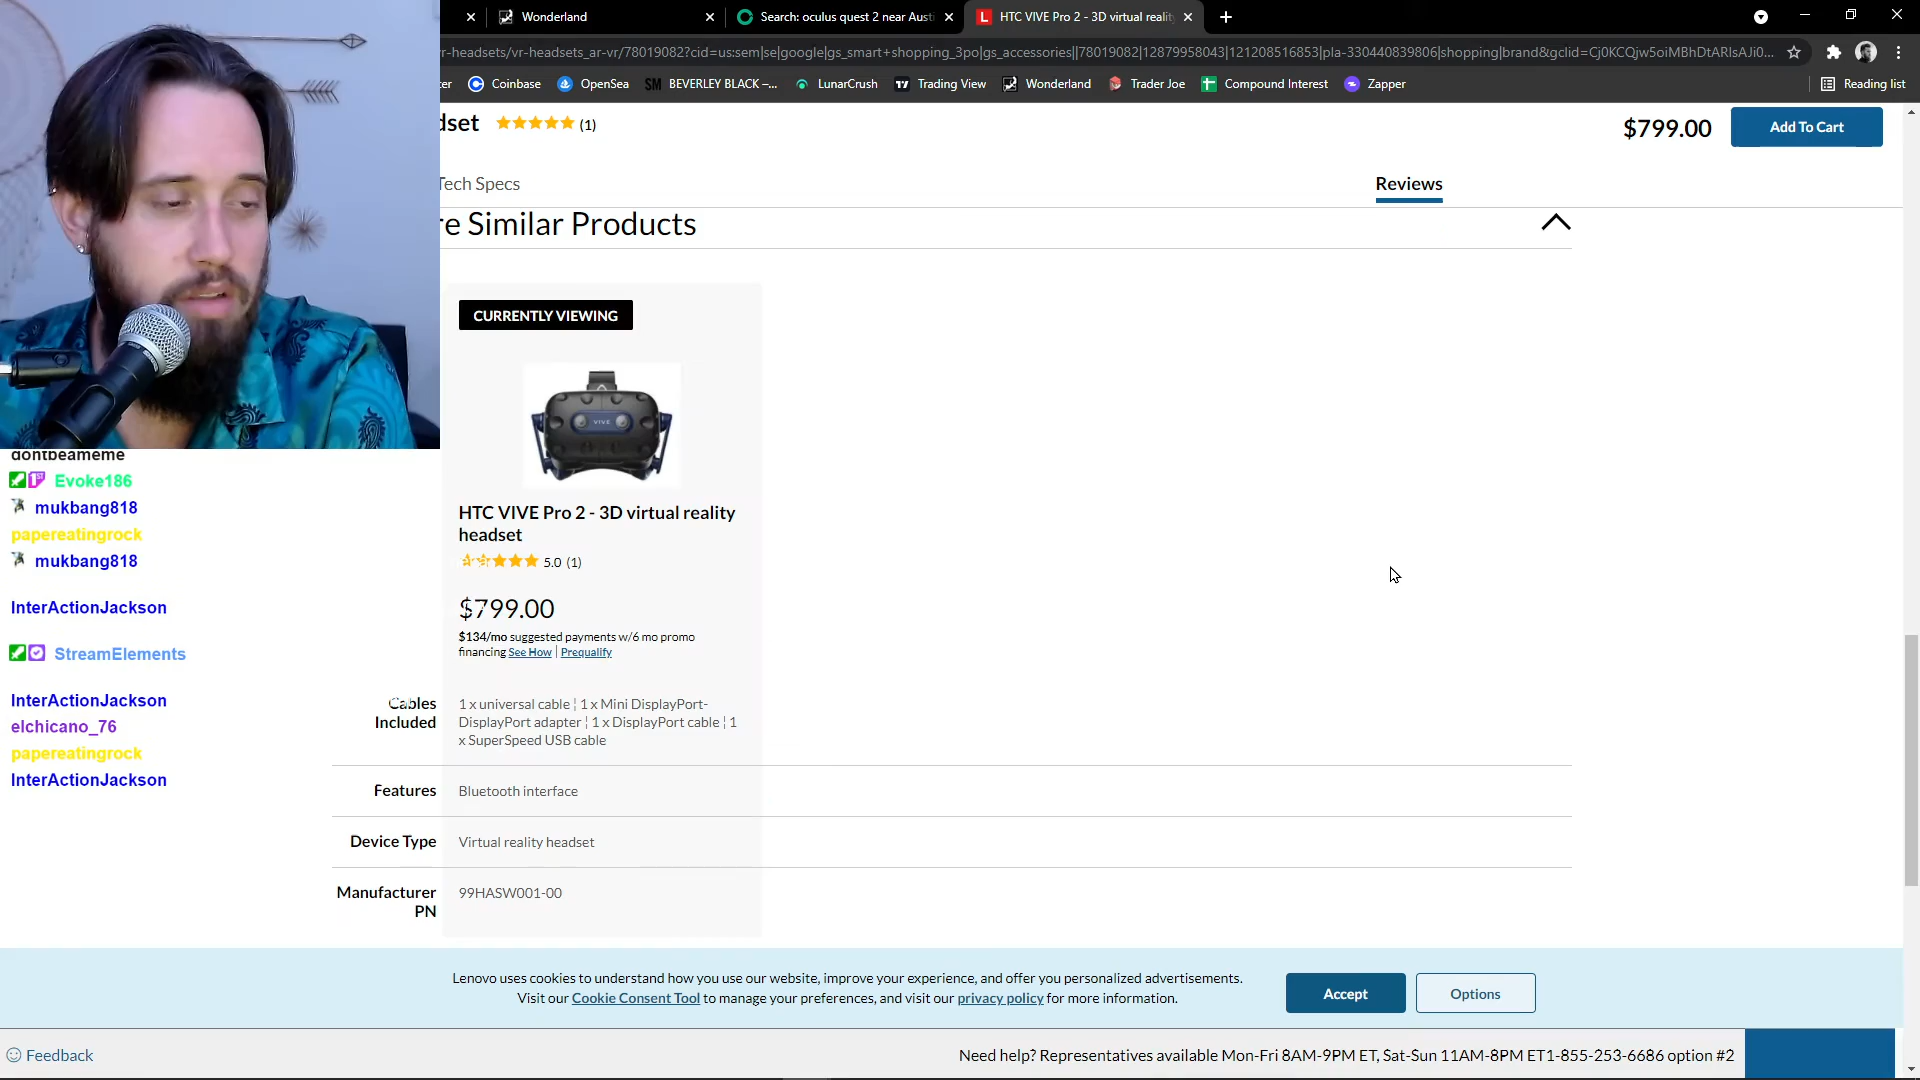 Wonderland
Search: oculus quest 2 near Aust
HTC VIVE Pro 2 - 3D virtual realit
r-headsets/vr-headsets_ar-vr/78019082?cid=us:sem|se|google|gs_smart+shopping_3po|gs_accessories||78019082|12879958043|121208516853|pla-330440839806|shopping|brand&gclid=Cj0KCQjw5oiMBhDtARIsAJi0...
er Coinbase OpenSea SM BEVERLEY BLACK –... LunarCrush Trading View Wonderland Trader Joe Compound Interest Zapper Reading list
dset (1) $799.00 Add To Cart
Tech Specs Reviews
re Similar Products
CURRENTLY VIEWING
VIVE
HTC VIVE Pro 2 - 3D virtual reality
headset
5.0 (1)
$799.00
$134/mo suggested payments w/6 mo promo
financing See How | Prequalify
Cables Included
1 x universal cable ¦ 1 x Mini DisplayPort-
DisplayPort adapter ¦ 1 x DisplayPort cable ¦ 1
x SuperSpeed USB cable
Features Bluetooth interface
Device Type Virtual reality headset
Manufacturer PN 99HASW001-00
dontbeameme
Evoke186
mukbang818
papereatingrock
mukbang818
InterActionJackson
StreamElements
InterActionJackson
elchicano_76
papereatingrock
InterActionJackson
Lenovo uses cookies to understand how you use our website, improve your experience, and offer you personalized advertisements.
Visit our Cookie Consent Tool to manage your preferences, and visit our privacy policy for more information.
Accept Options
Feedback
Need help? Representatives available Mon-Fri 8AM-9PM ET, Sat-Sun 11AM-8PM ET1-855-253-6686 option #2